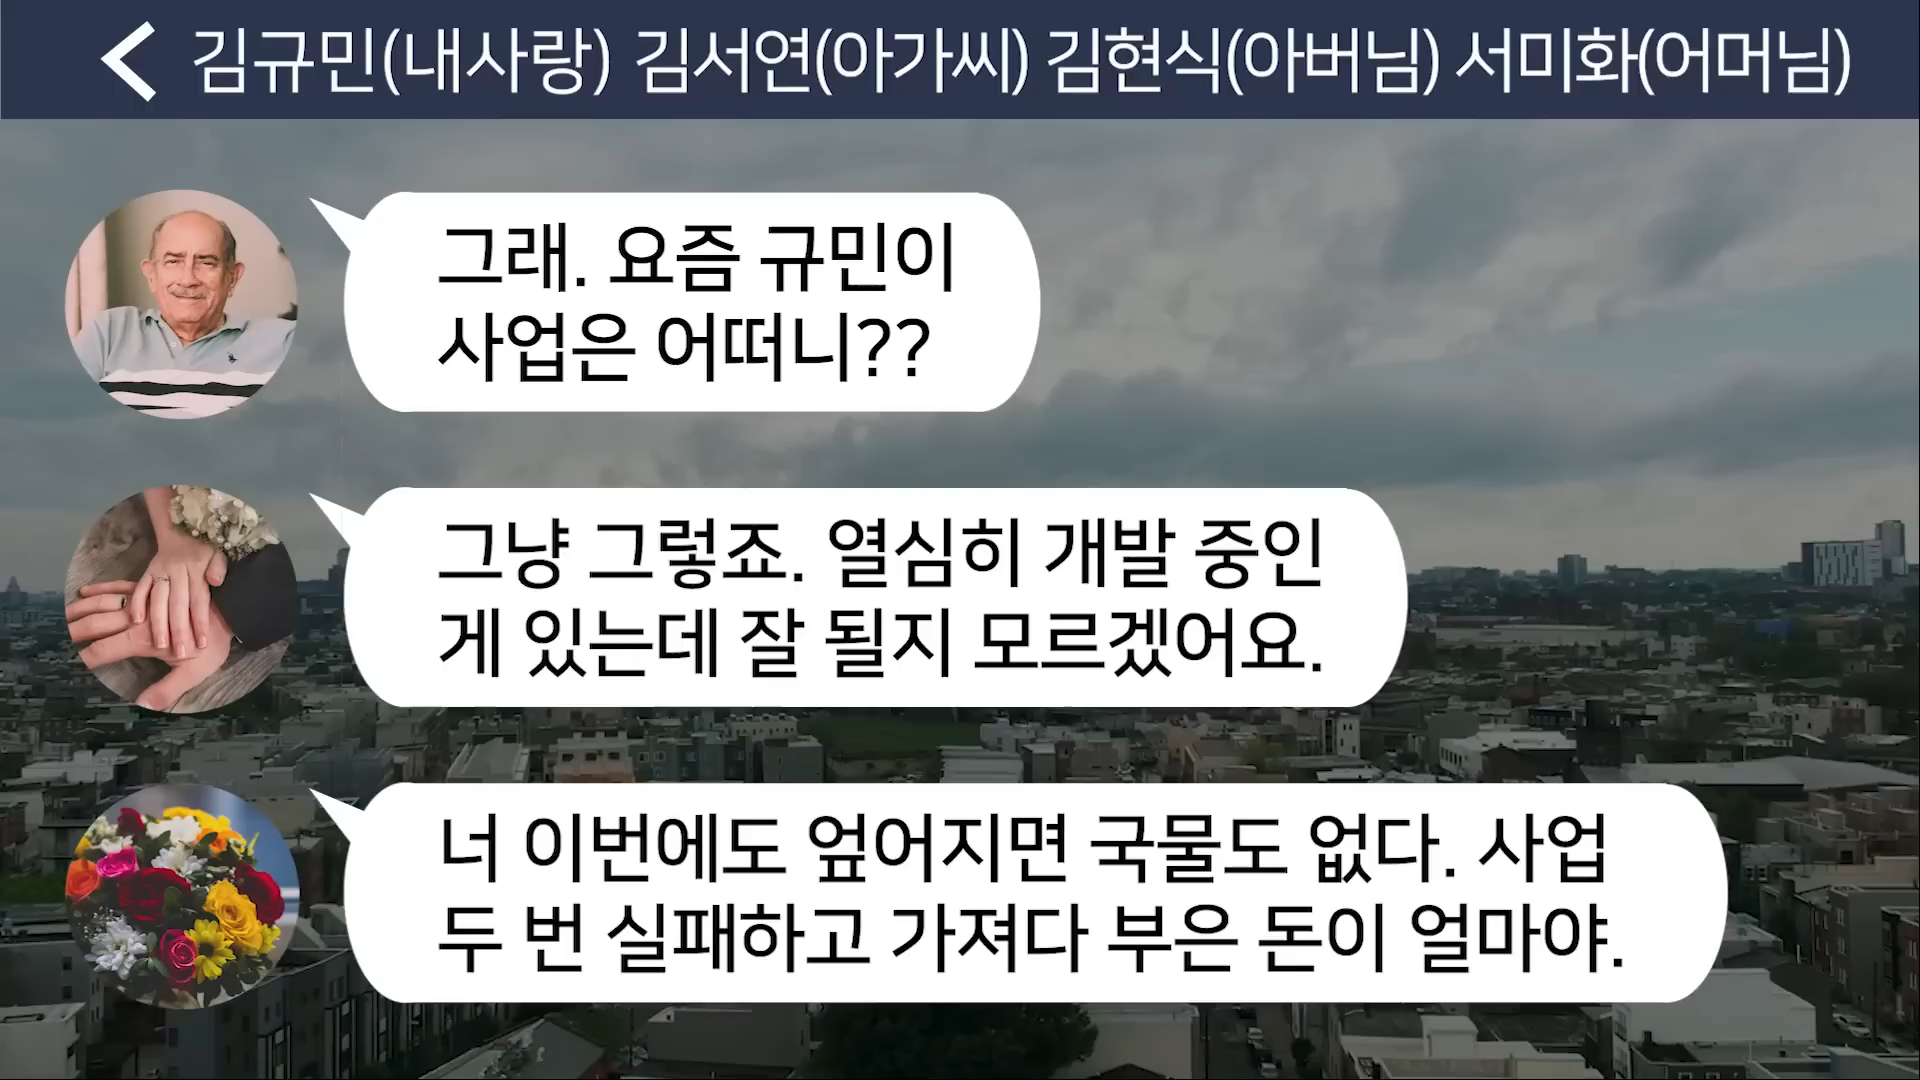 김규민(내사랑) 김서연(아가씨) 김현식(아버님) 서미화(어머님)
그래. 요즘 규민이
사업은 어떠니??
그냥 그렇죠. 열심히 개발 중인
게 있는데 잘 될지 모르겠어요.
너 이번에도 엎어지면 국물도 없다. 사업
두 번 실패하고 가져다 부은 돈이 얼마야.